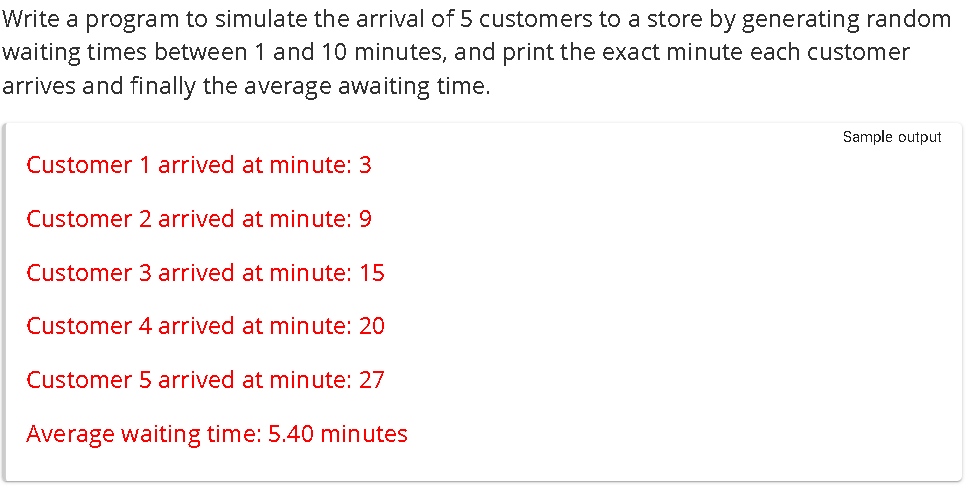 Write a program to simulate the arrival of 5 customers to a store by generating random
waiting times between 1 and 10 minutes, and print the exact minute each customer
arrives and finally the average awaiting time.
Sample output
Customer 1 arrived at minute: 3
Customer 2 arrived at minute: 9
Customer 3 arrived at minute: 15
Customer 4 arrived at minute: 20
Customer 5 arrived at minute: 27
Average waiting time: 5.40 minutes